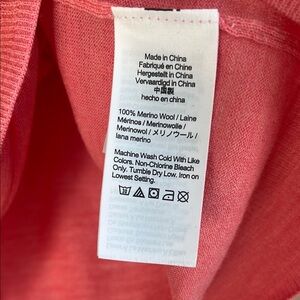 Made in China
Fabriqué en Chine
Hergestellt in China
Vervaardigd in China
中国製
hecho en china
100% Merino Wool / Laine
Mérinos / Merinowolle /
Merinowol / メリノウール /
lana merino
Machine Wash Cold With Like
Colors, Non-Chlorine Bleach
Only. Tumble Dry Low, Iron on
Lowest Setting.